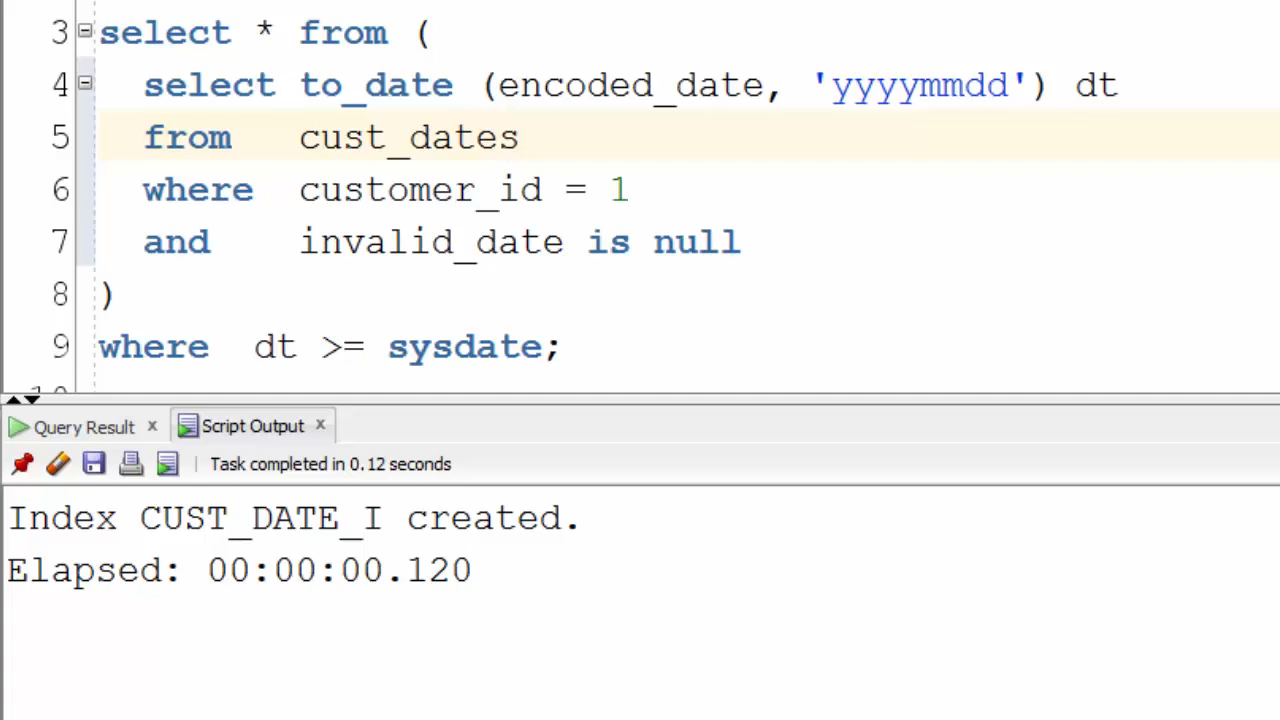 3 select * from (
4 select to_date (encoded_date, 'yyyymmdd') dt
5 from cust_dates
6 where customer_id = 1
7 and invalid_date is null
8 )
9 where dt >= sysdate;
10
Query Result x Script Output x
Task completed in 0.12 seconds
Index CUST_DATE_I created.
Elapsed: 00:00:00.120